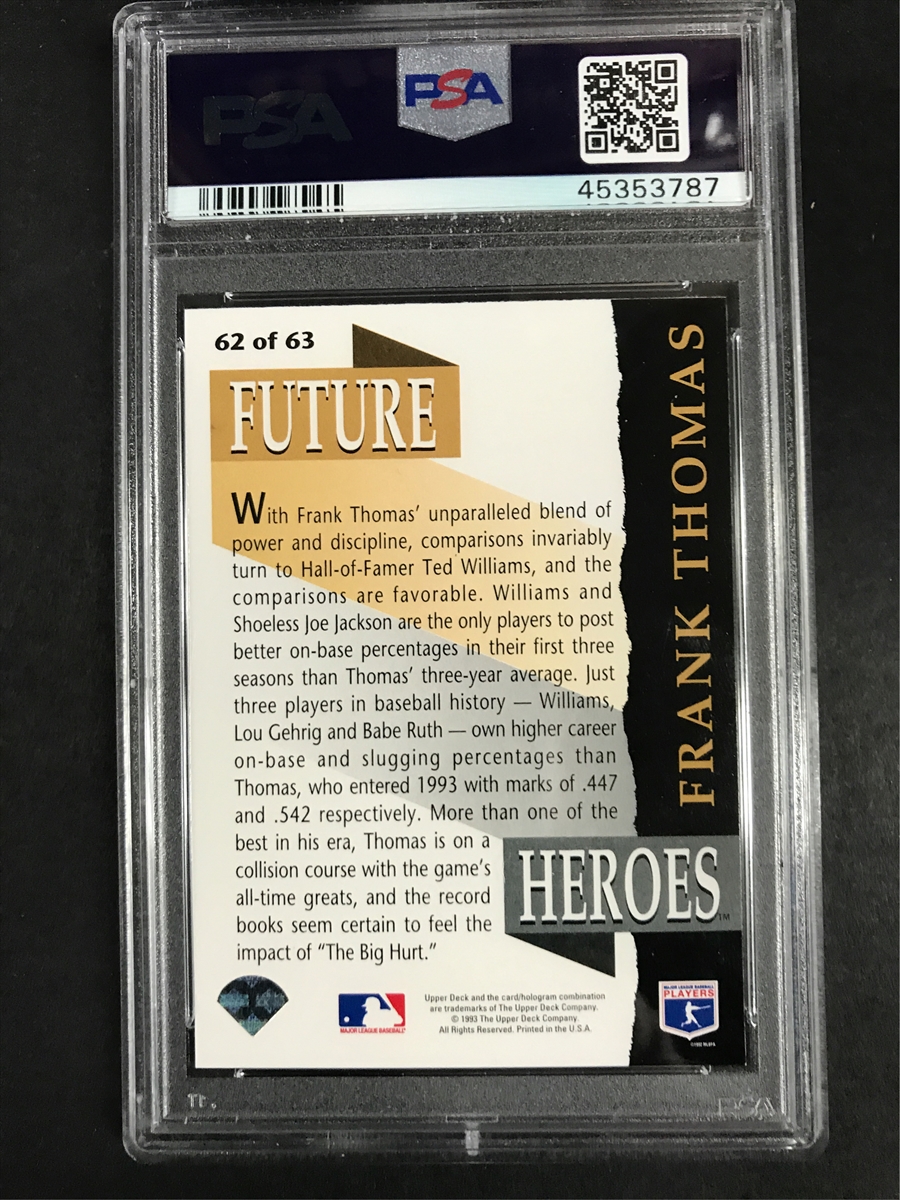 PSA
PSA
45353787
62 of 63
FUTURE
With Frank Thomas' unparalleled blend of
power and discipline, comparisons invariably
turn to Hall-of-Famer Ted Williams, and the
comparisons are favorable. Williams and
Shoeless Joe Jackson are the only players to post
better on-base percentages in their first three
seasons than Thomas' three-year average. Just
three players in baseball history — Williams,
Lou Gehrig and Babe Ruth — own higher career
on-base and slugging percentages than
Thomas, who entered 1993 with marks of .447
and .542 respectively. More than one of the
best in his era, Thomas is on a
collision course with the game's
all-time greats, and the record
books seem certain to feel the
impact of "The Big Hurt."
FRANK THOMAS
HEROES™
MAJOR LEAGUE BASEBALL
Upper Deck and the card/hologram combination
are trademarks of The Upper Deck Company.
© 1993 The Upper Deck Company.
All Rights Reserved. Printed in the U.S.A.
MAJOR LEAGUE BASEBALL
PLAYERS
PSA